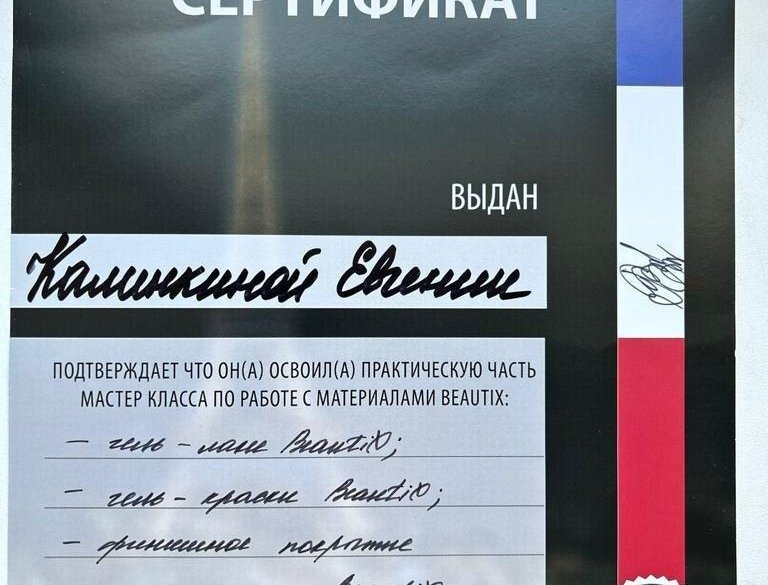 СЕРТИФИКАТ
ВЫДАН
Калинкиной Евгении
ПОДТВЕРЖДАЕТ ЧТО ОН(А) ОСВОИЛ(А) ПРАКТИЧЕСКУЮ ЧАСТЬ
МАСТЕР КЛАССА ПО РАБОТЕ С МАТЕРИАЛАМИ BEAUTIX:
— гель-лаки BeautiX;
— гель-краски BeautiX;
— финишное покрытие
BeautiX